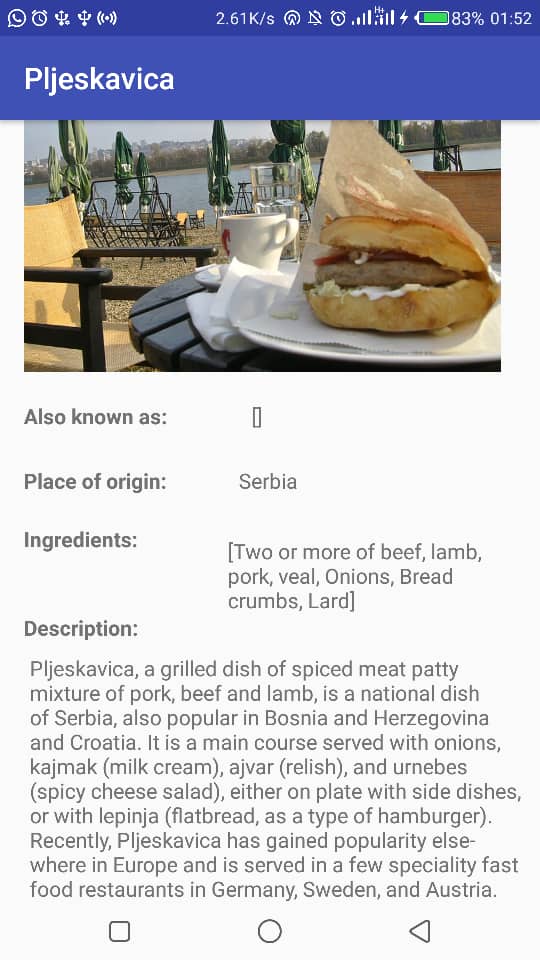 2.61K/s H+ 83% 01:52
Pljeskavica
Also known as: []
Place of origin: Serbia
Ingredients:
[Two or more of beef, lamb,
pork, veal, Onions, Bread
crumbs, Lard]
Description:
Pljeskavica, a grilled dish of spiced meat patty
mixture of pork, beef and lamb, is a national dish
of Serbia, also popular in Bosnia and Herzegovina
and Croatia. It is a main course served with onions,
kajmak (milk cream), ajvar (relish), and urnebes
(spicy cheese salad), either on plate with side dishes,
or with lepinja (flatbread, as a type of hamburger).
Recently, Pljeskavica has gained popularity else-
where in Europe and is served in a few speciality fast
food restaurants in Germany, Sweden, and Austria.